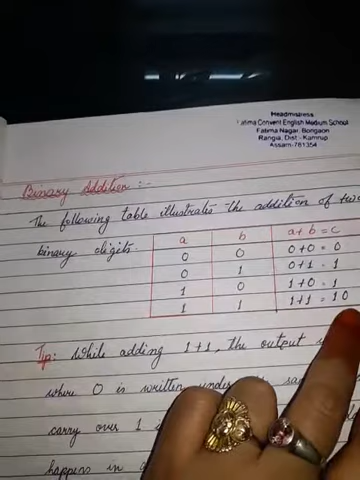 Headmistress
Fatima Convent English Medium School
Fatima Nagar, Bongaon
Rangia, Dist - Kamrup
Assam-781354
Binary Addition :-
The following table illustrates the addition of two
binary digits.
a b a + b = c
0 0 0 + 0 = 0
0 1 0 + 1 = 1
1 0 1 + 0 = 1
1 1 1 + 1 = 10
Tip: While adding 1+1, the output
where 0 is written under
carry over 1
happens in